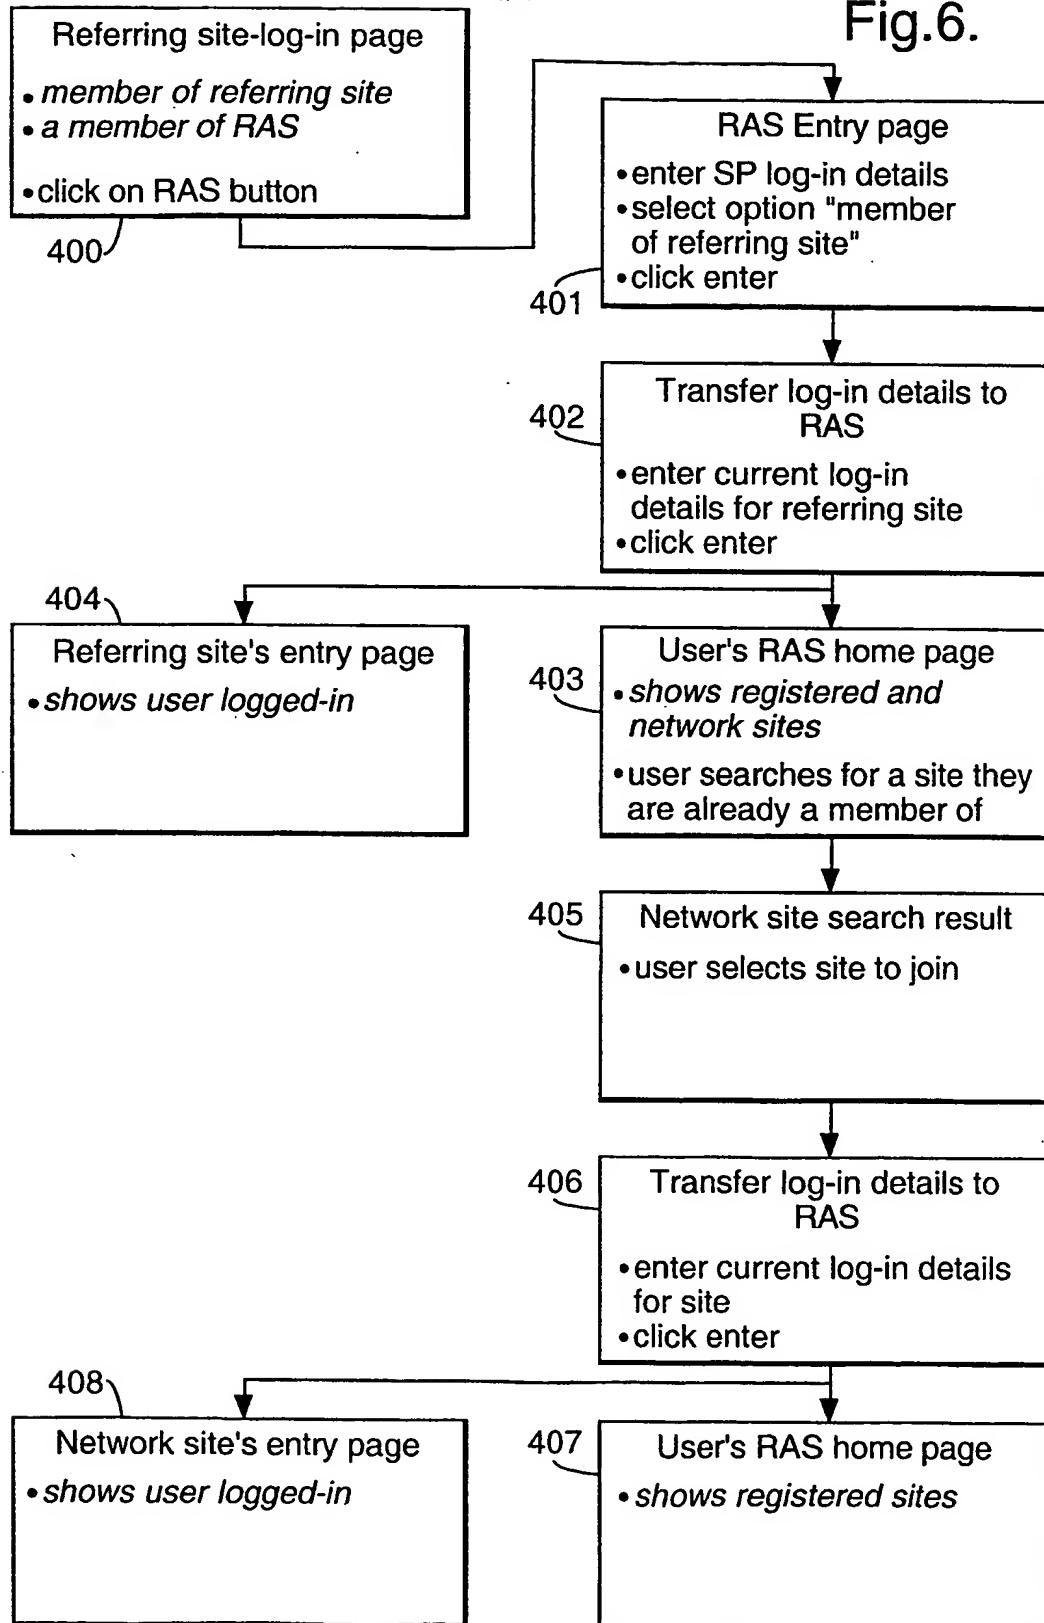 Fig.6.
Referring site-log-in page
• member of referring site
• a member of RAS
• click on RAS button
400
RAS Entry page
• enter SP log-in details
• select option "member
of referring site"
• click enter
401
Transfer log-in details to
RAS
• enter current log-in
details for referring site
• click enter
402
404
Referring site's entry page
• shows user logged-in
User's RAS home page
• shows registered and
network sites
• user searches for a site they
are already a member of
403
405
Network site search result
• user selects site to join
406
Transfer log-in details to
RAS
• enter current log-in details
for site
• click enter
408
Network site's entry page
• shows user logged-in
407
User's RAS home page
• shows registered sites